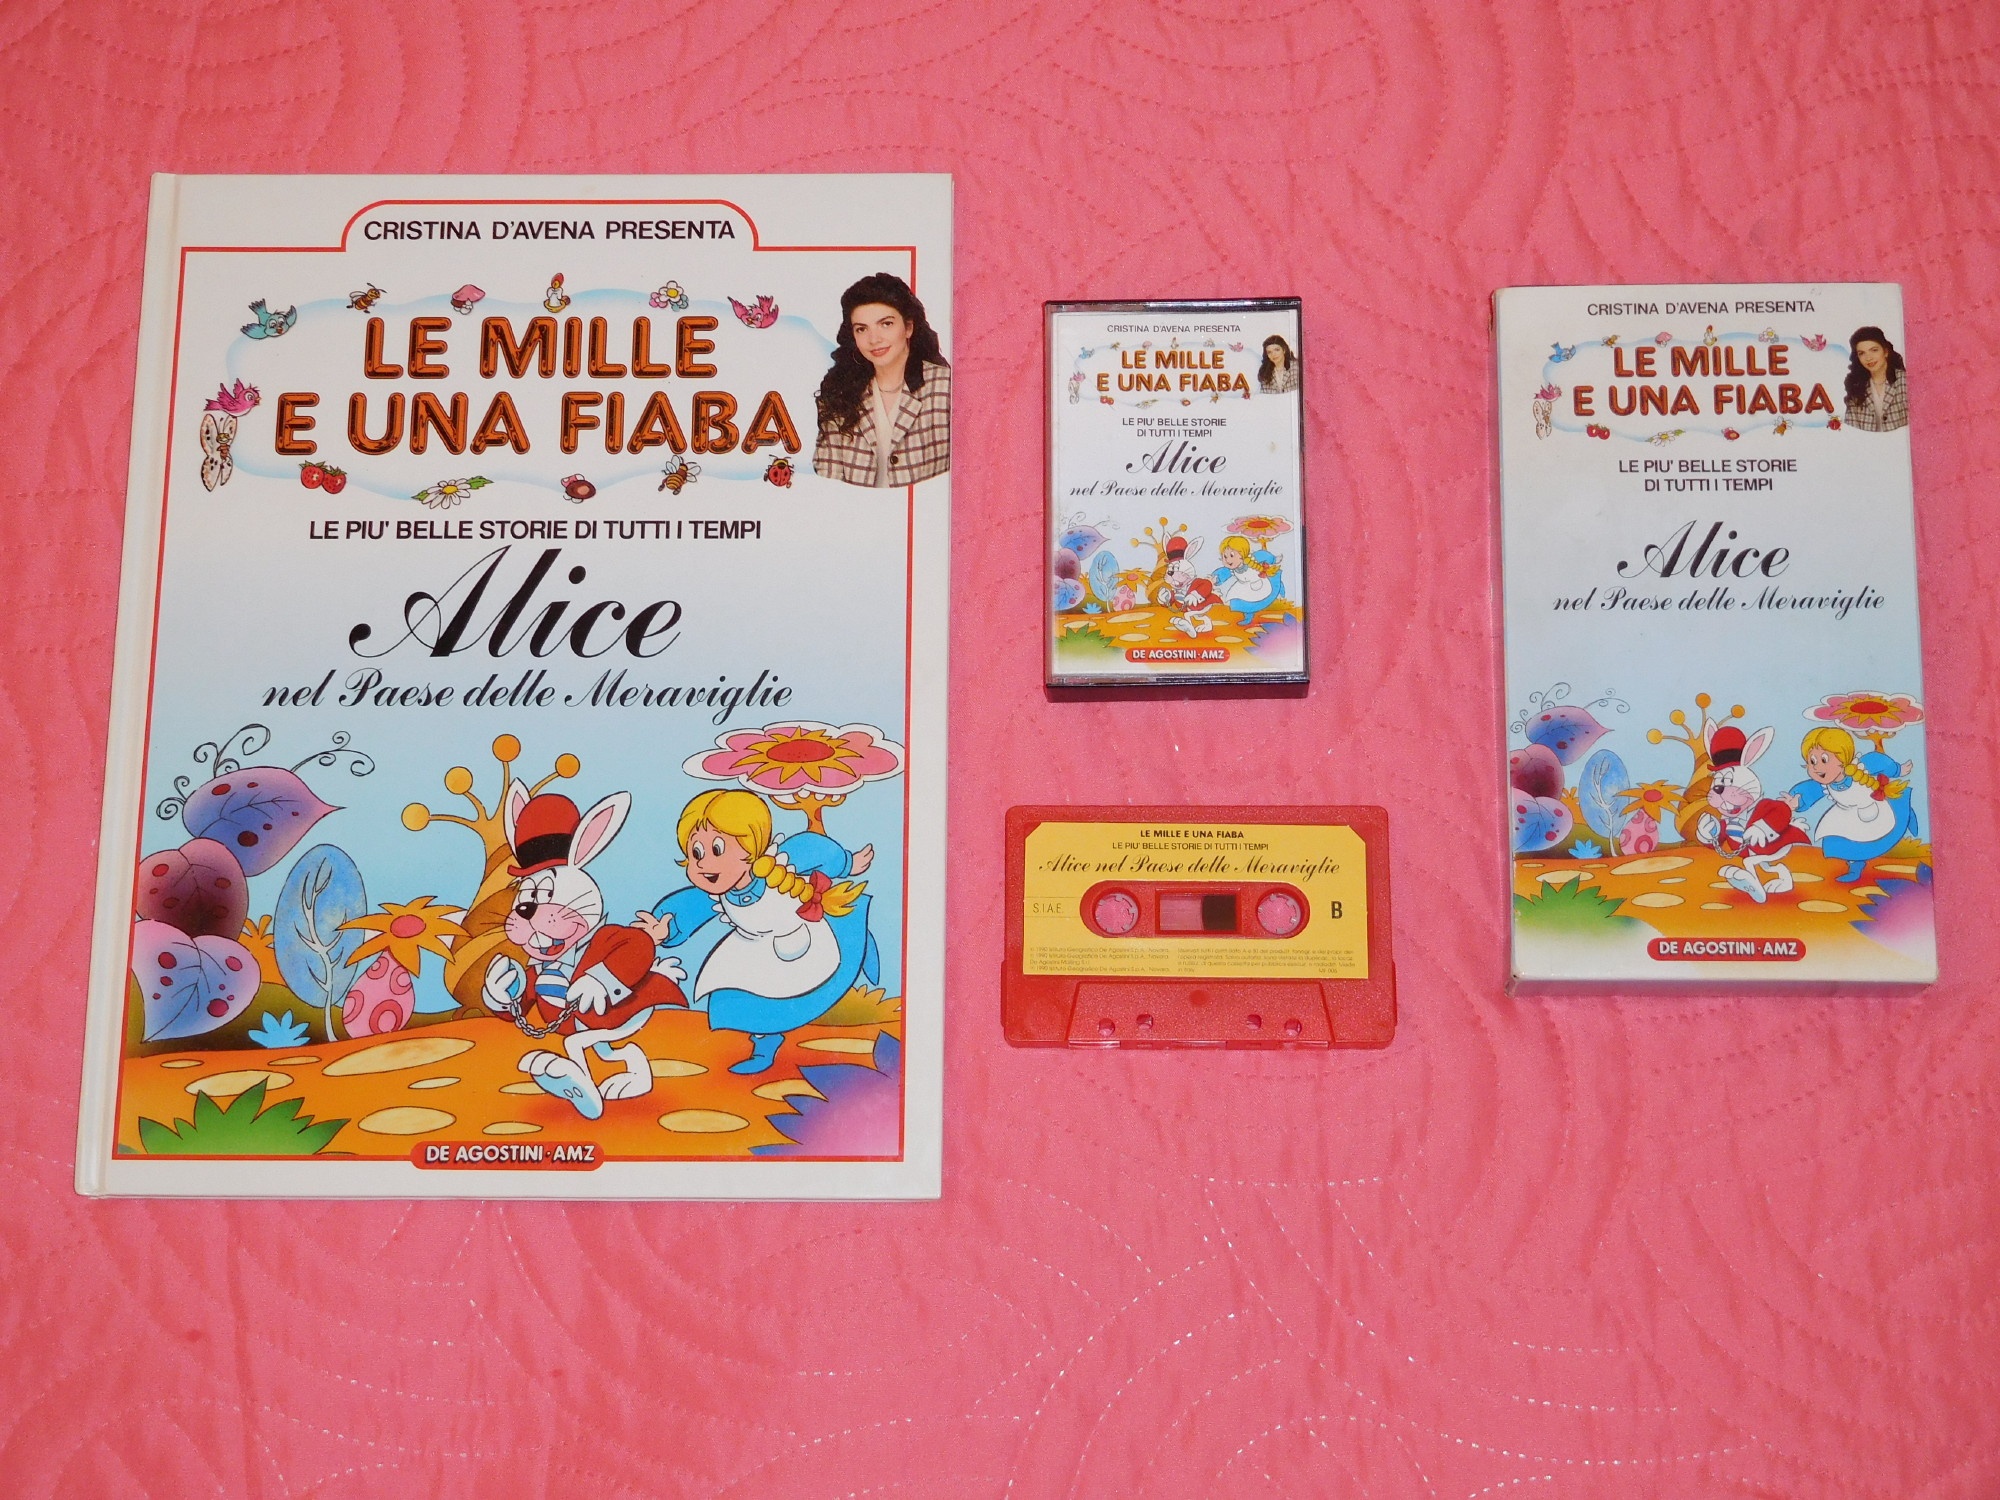 CRISTINA D'AVENA PRESENTA
LE MILLE
E UNA FIABA
LE PIU' BELLE STORIE DI TUTTI I TEMPI
Alice
nel Paese delle Meraviglie
DE AGOSTINI·AMZ
CRISTINA D'AVENA PRESENTA
LE MILLE
E UNA FIABA
LE PIU' BELLE STORIE
DI TUTTI I TEMPI
Alice
nel Paese delle Meraviglie
DE AGOSTINI·AMZ
LE MILLE E UNA FIABA
LE PIU' BELLE STORIE DI TUTTI I TEMPI
Alice nel Paese delle Meraviglie
S.I.A.E.
B
CRISTINA D'AVENA PRESENTA
LE MILLE
E UNA FIABA
LE PIU' BELLE STORIE
DI TUTTI I TEMPI
Alice
nel Paese delle Meraviglie
DE AGOSTINI·AMZ